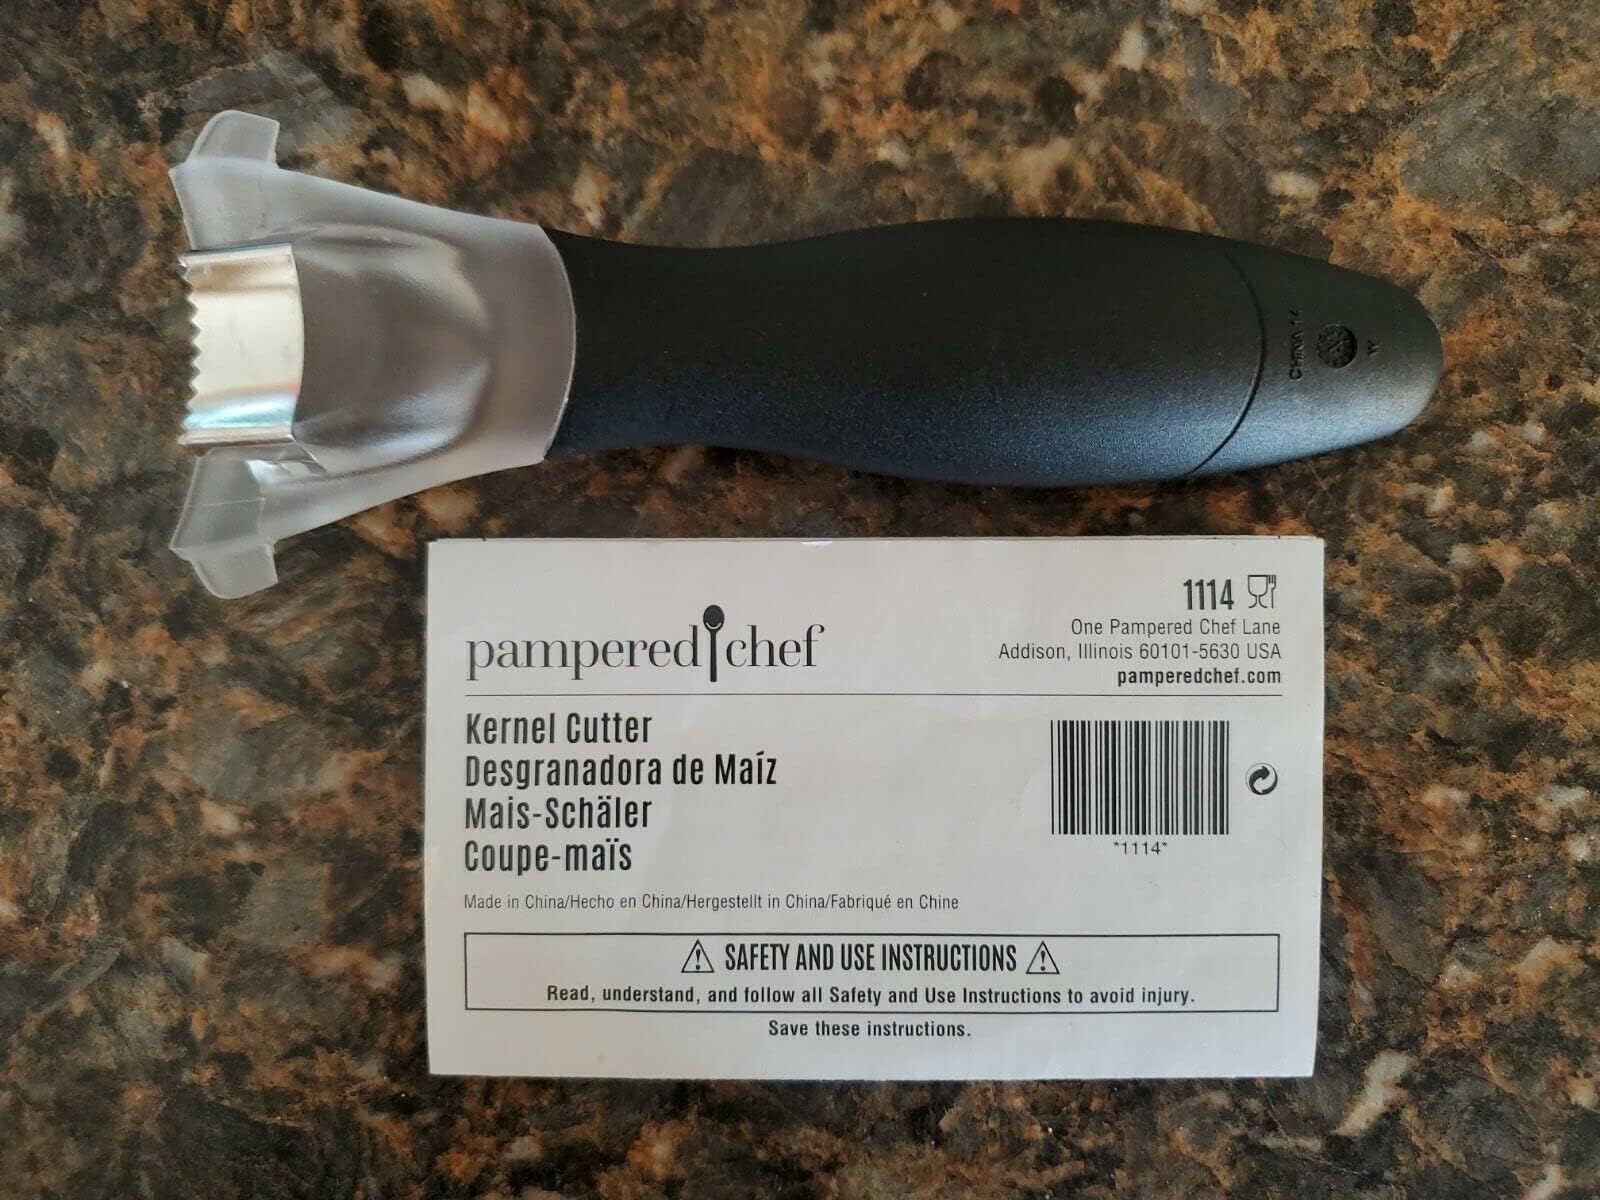 CHINA 14
W
pampered chef
1114
One Pampered Chef Lane
Addison, Illinois 60101-5630 USA
pamperedchef.com
Kernel Cutter
Desgranadora de Maíz
Mais-Schäler
Coupe-maïs
*1114*
Made in China/Hecho en China/Hergestellt in China/Fabriqué en Chine
SAFETY AND USE INSTRUCTIONS
Read, understand, and follow all Safety and Use Instructions to avoid injury.
Save these instructions.